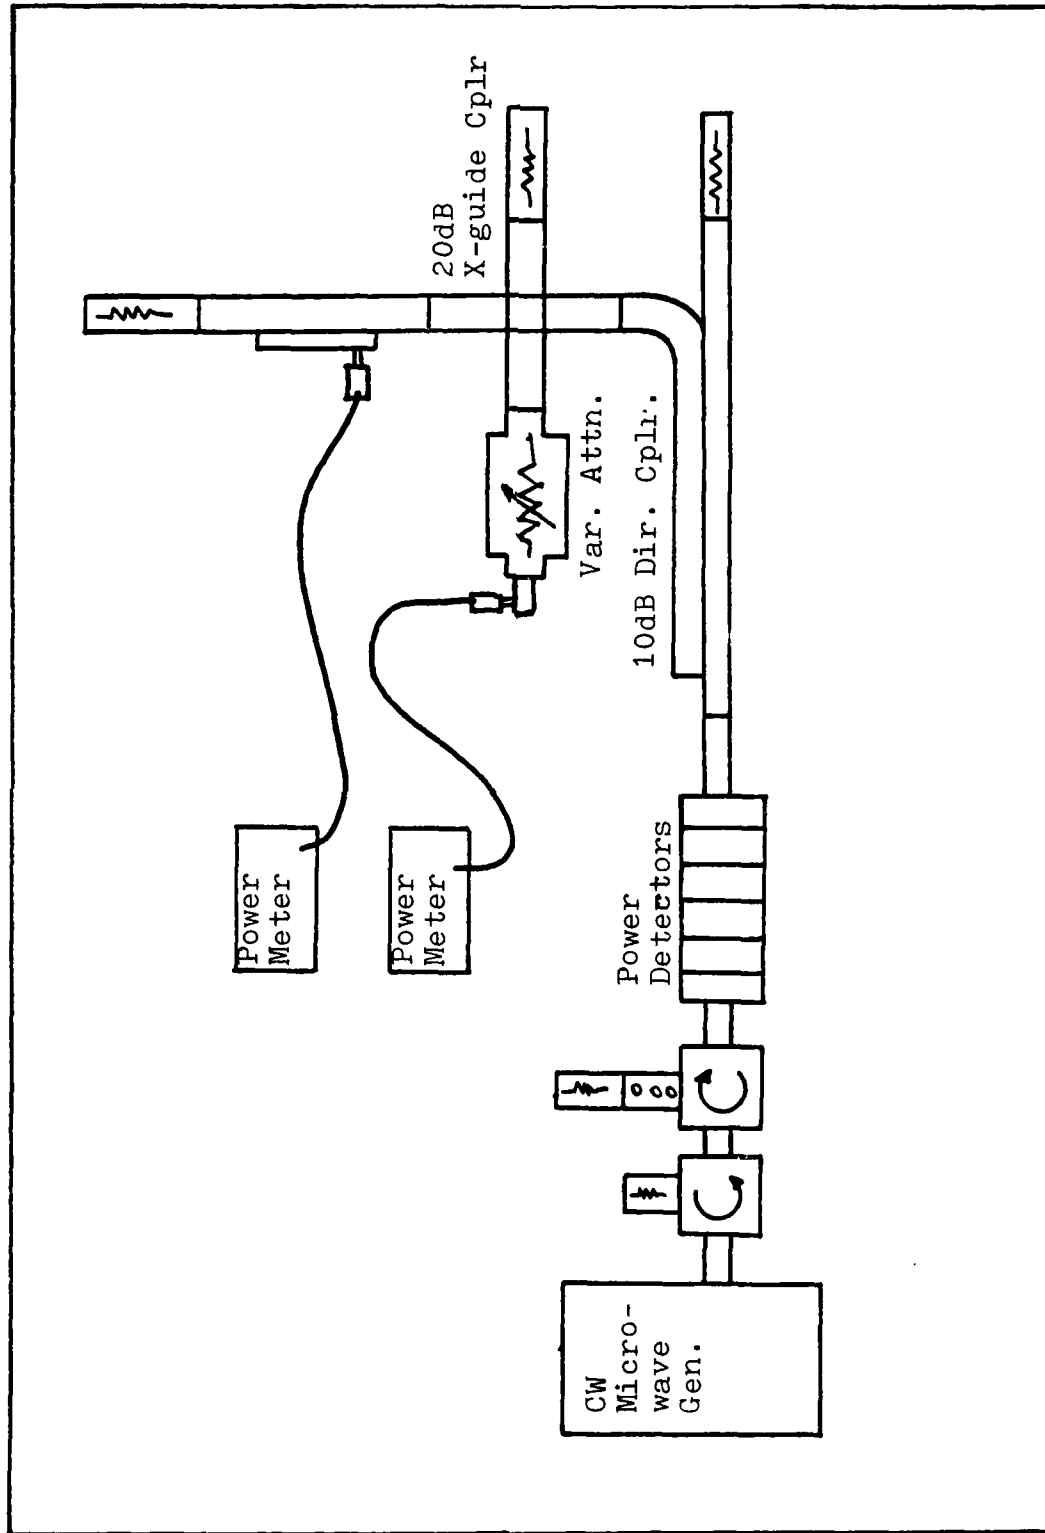 20dB
X-guide Cplr
Var. Attn.
10dB Dir. Cplr.
Power
Meter
Power
Meter
Power
Detectors
CW
Micro-
wave
Gen.